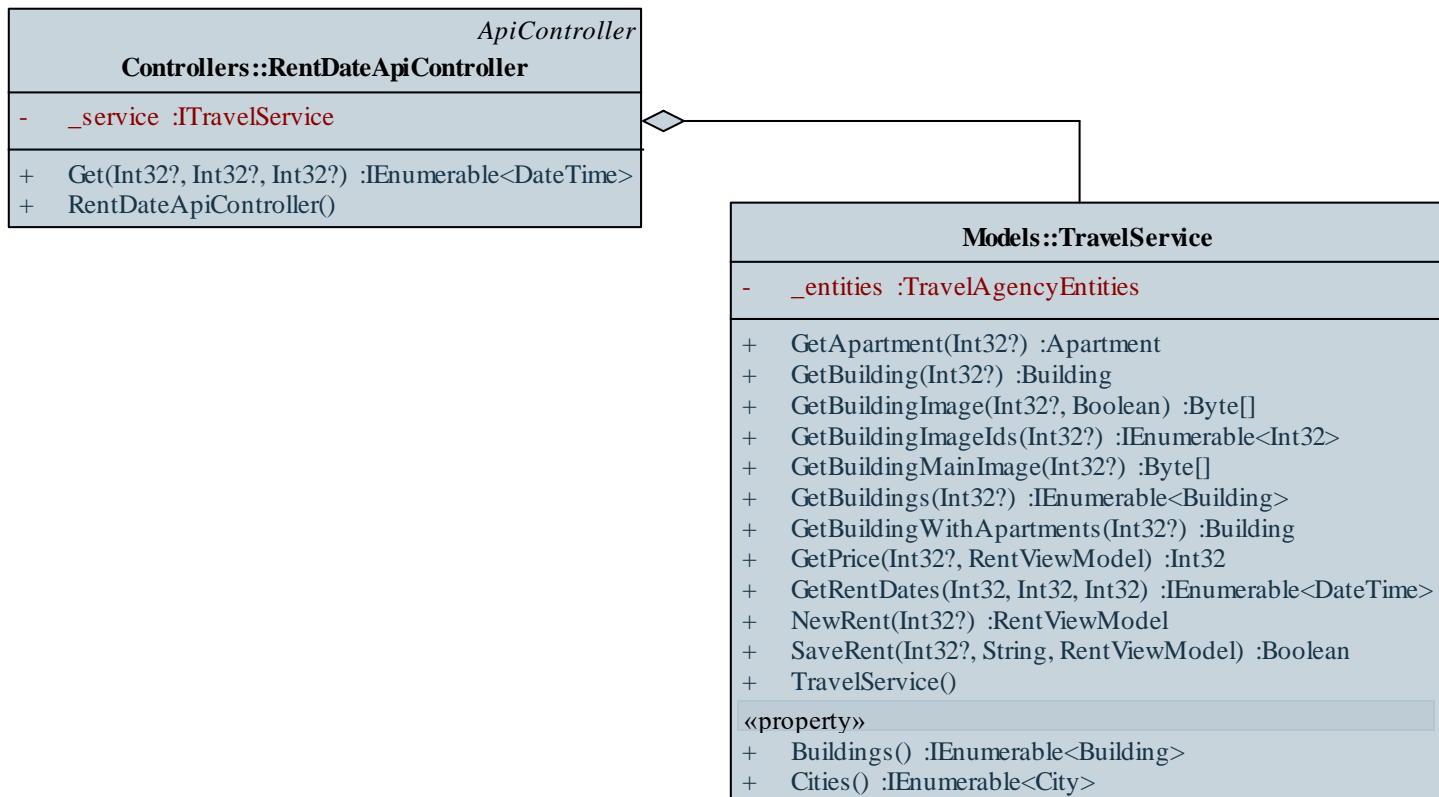 ApiController
Controllers::RentDateApiController
- _service :ITravelService
+ Get(Int32?, Int32?, Int32?) :IEnumerable<DateTime>
+ RentDateApiController()
Models::TravelService
- _entities :TravelAgencyEntities
+ GetApartment(Int32?) :Apartment
+ GetBuilding(Int32?) :Building
+ GetBuildingImage(Int32?, Boolean) :Byte[]
+ GetBuildingImageIds(Int32?) :IEnumerable<Int32>
+ GetBuildingMainImage(Int32?) :Byte[]
+ GetBuildings(Int32?) :IEnumerable<Building>
+ GetBuildingWithApartments(Int32?) :Building
+ GetPrice(Int32?, RentViewModel) :Int32
+ GetRentDates(Int32, Int32, Int32) :IEnumerable<DateTime>
+ NewRent(Int32?) :RentViewModel
+ SaveRent(Int32?, String, RentViewModel) :Boolean
+ TravelService()
«property»
+ Buildings() :IEnumerable<Building>
+ Cities() :IEnumerable<City>